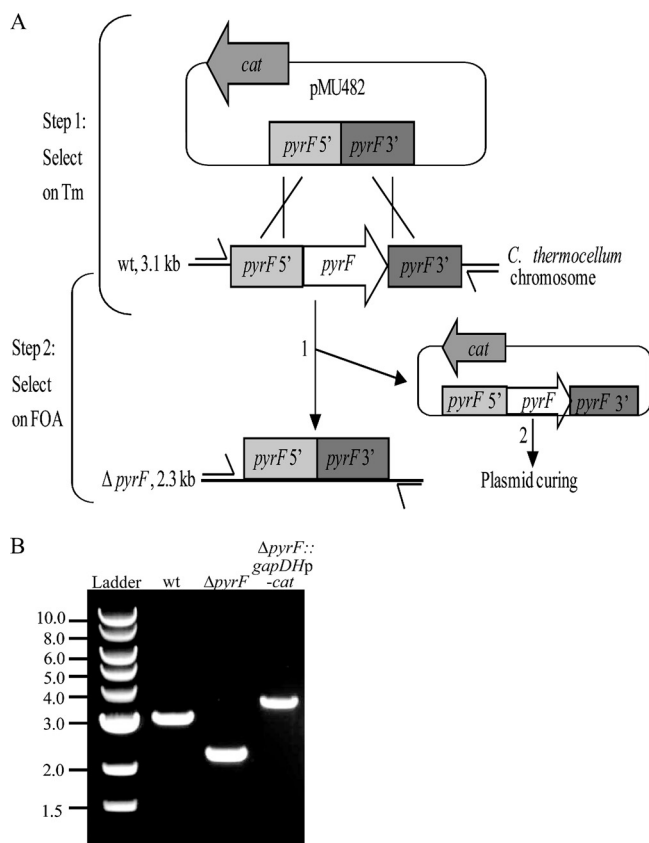 A
cat
pMU482
Step 1:
Select
on Tm
pyrF 5’ pyrF 3’
wt, 3.1 kb
pyrF 5’ pyrF pyrF 3’
C. thermocellum
chromosome
Step 2:
Select
on FOA
1
cat
pyrF 5’ pyrF pyrF 3’
2
Plasmid curing
pyrF 5’ pyrF 3’
Δ pyrF, 2.3 kb
B
Ladder wt ΔpyrF ΔpyrF::
gapDHp
-cat
10.0
8.0
6.0
5.0
4.0
3.0
2.0
1.5